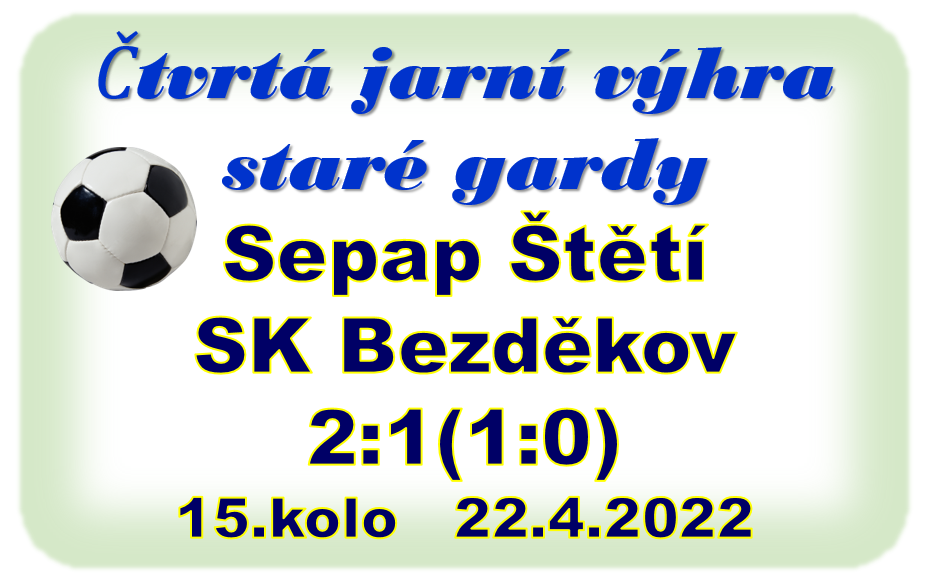 Čtvrtá jarní výhra
staré gardy
Sepap Štětí
SK Bezděkov
2:1(1:0)
15.kolo 22.4.2022